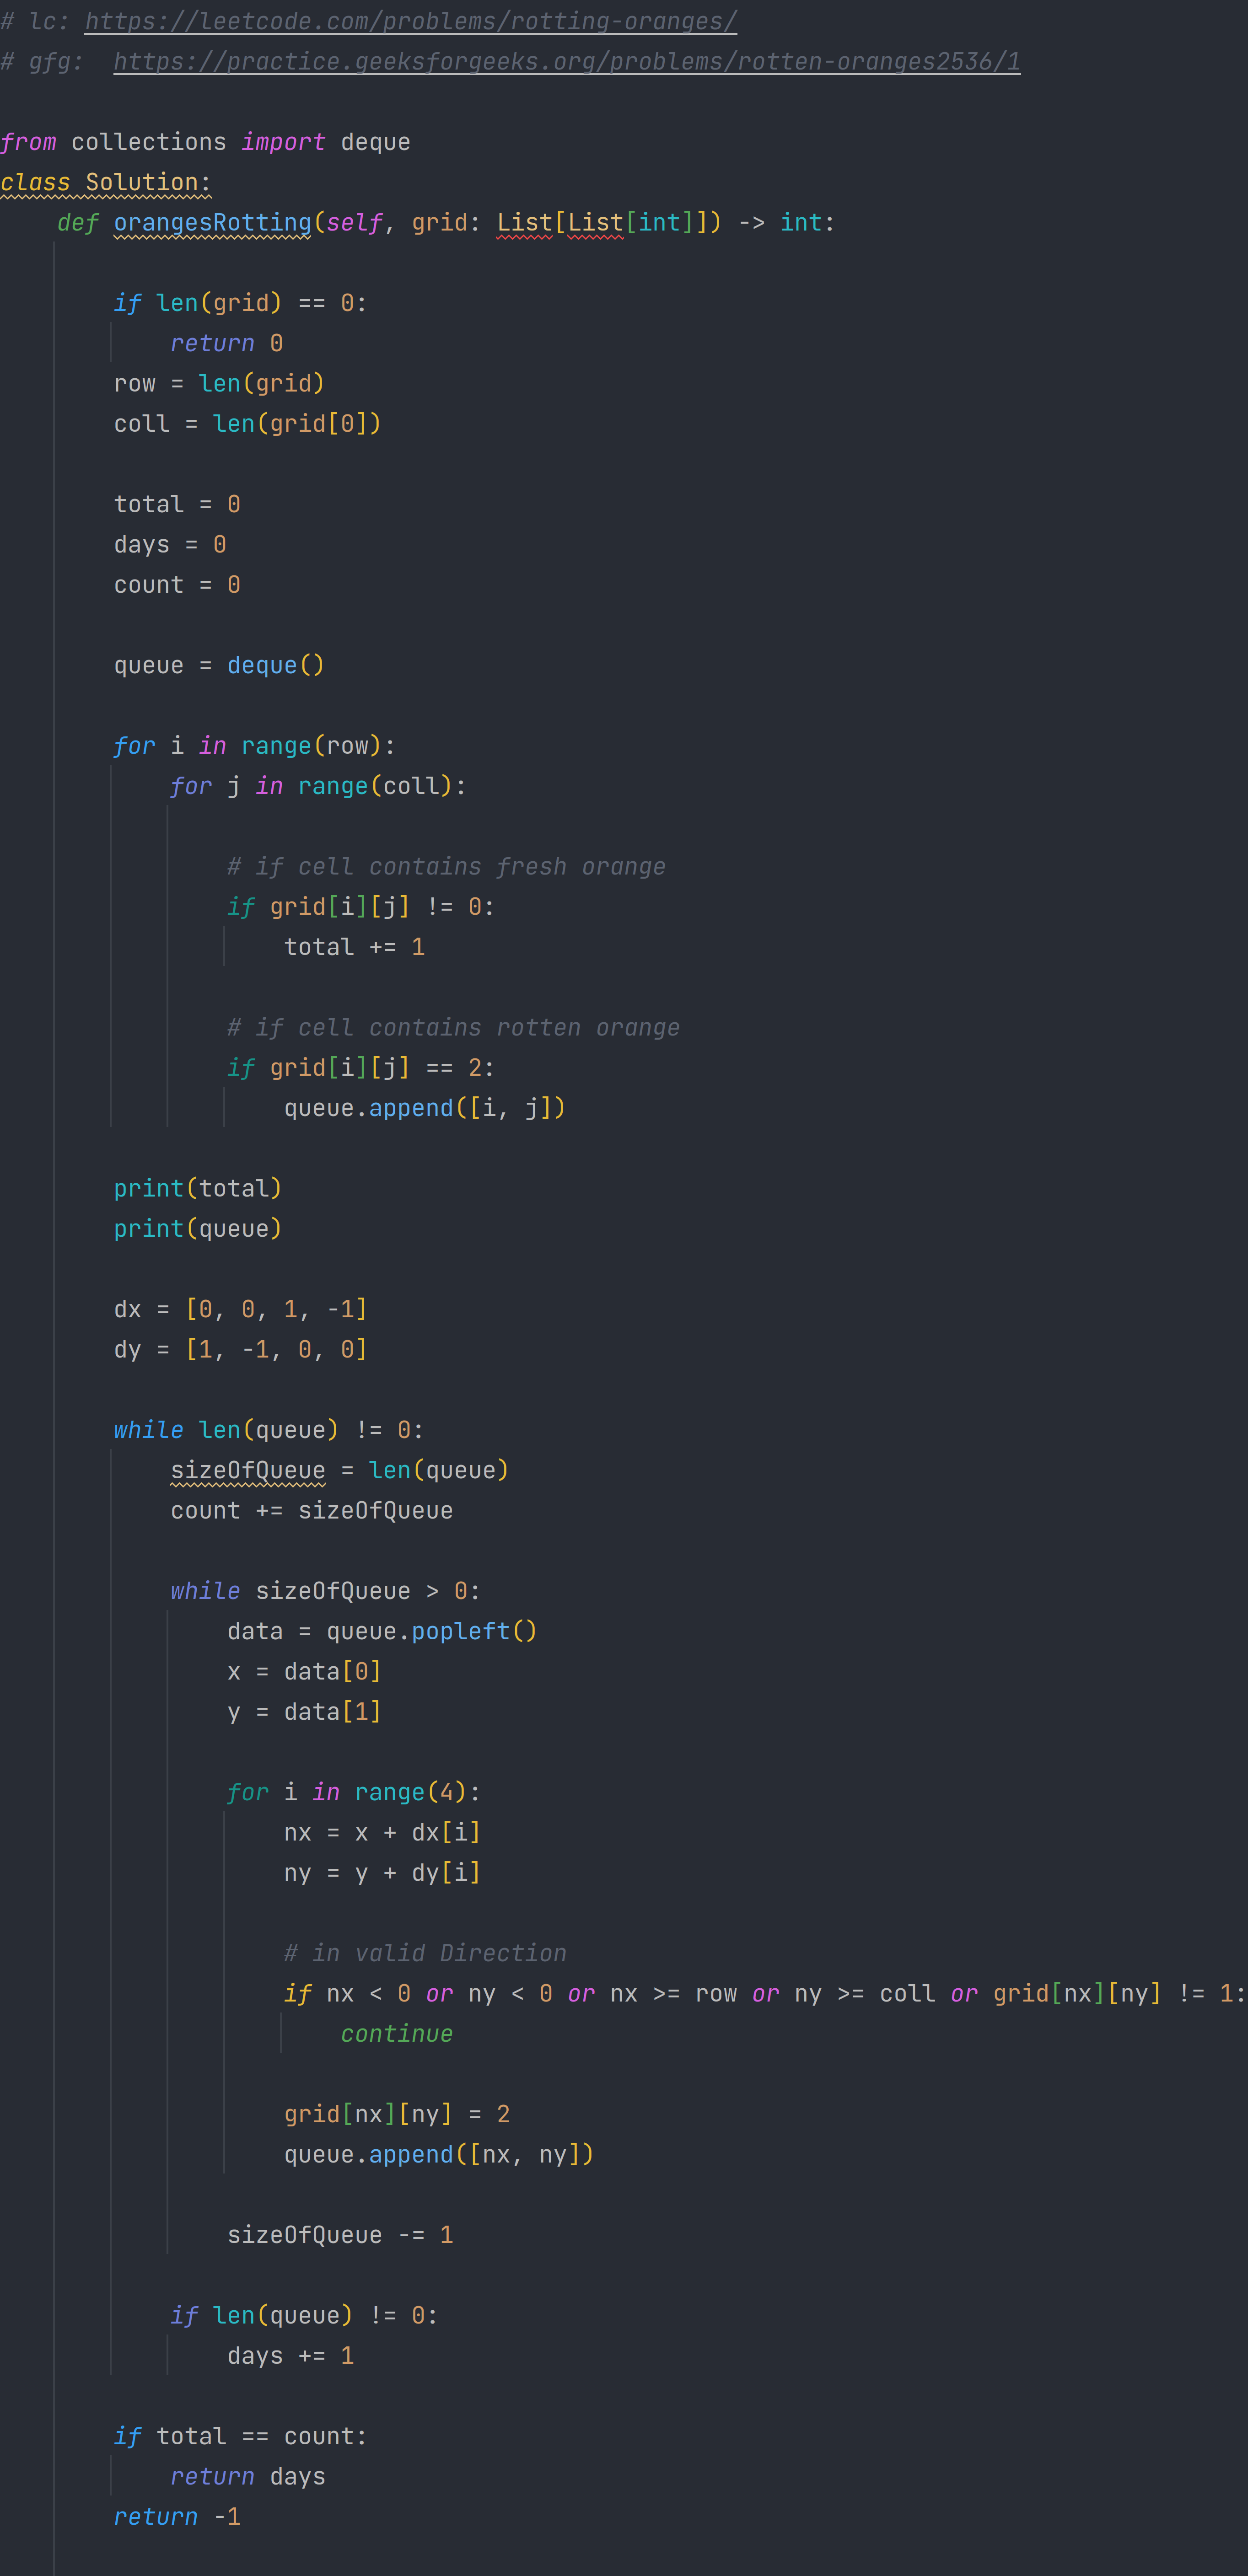 # lc: https://leetcode.com/problems/rotting-oranges/
# gfg:  https://practice.geeksforgeeks.org/problems/rotten-oranges2536/1

from collections import deque
class Solution:
    def orangesRotting(self, grid: List[List[int]]) -> int:

        if len(grid) == 0:
            return 0
        row = len(grid)
        coll = len(grid[0])

        total = 0
        days = 0
        count = 0

        queue = deque()

        for i in range(row):
            for j in range(coll):

                # if cell contains fresh orange
                if grid[i][j] != 0:
                    total += 1

                # if cell contains rotten orange
                if grid[i][j] == 2:
                    queue.append([i, j])

        print(total)
        print(queue)

        dx = [0, 0, 1, -1]
        dy = [1, -1, 0, 0]

        while len(queue) != 0:
            sizeOfQueue = len(queue)
            count += sizeOfQueue

            while sizeOfQueue > 0:
                data = queue.popleft()
                x = data[0]
                y = data[1]

                for i in range(4):
                    nx = x + dx[i]
                    ny = y + dy[i]

                    # in valid Direction
                    if nx < 0 or ny < 0 or nx >= row or ny >= coll or grid[nx][ny] != 1:
                        continue

                    grid[nx][ny] = 2
                    queue.append([nx, ny])

                sizeOfQueue -= 1

            if len(queue) != 0:
                days += 1

        if total == count:
            return days
        return -1